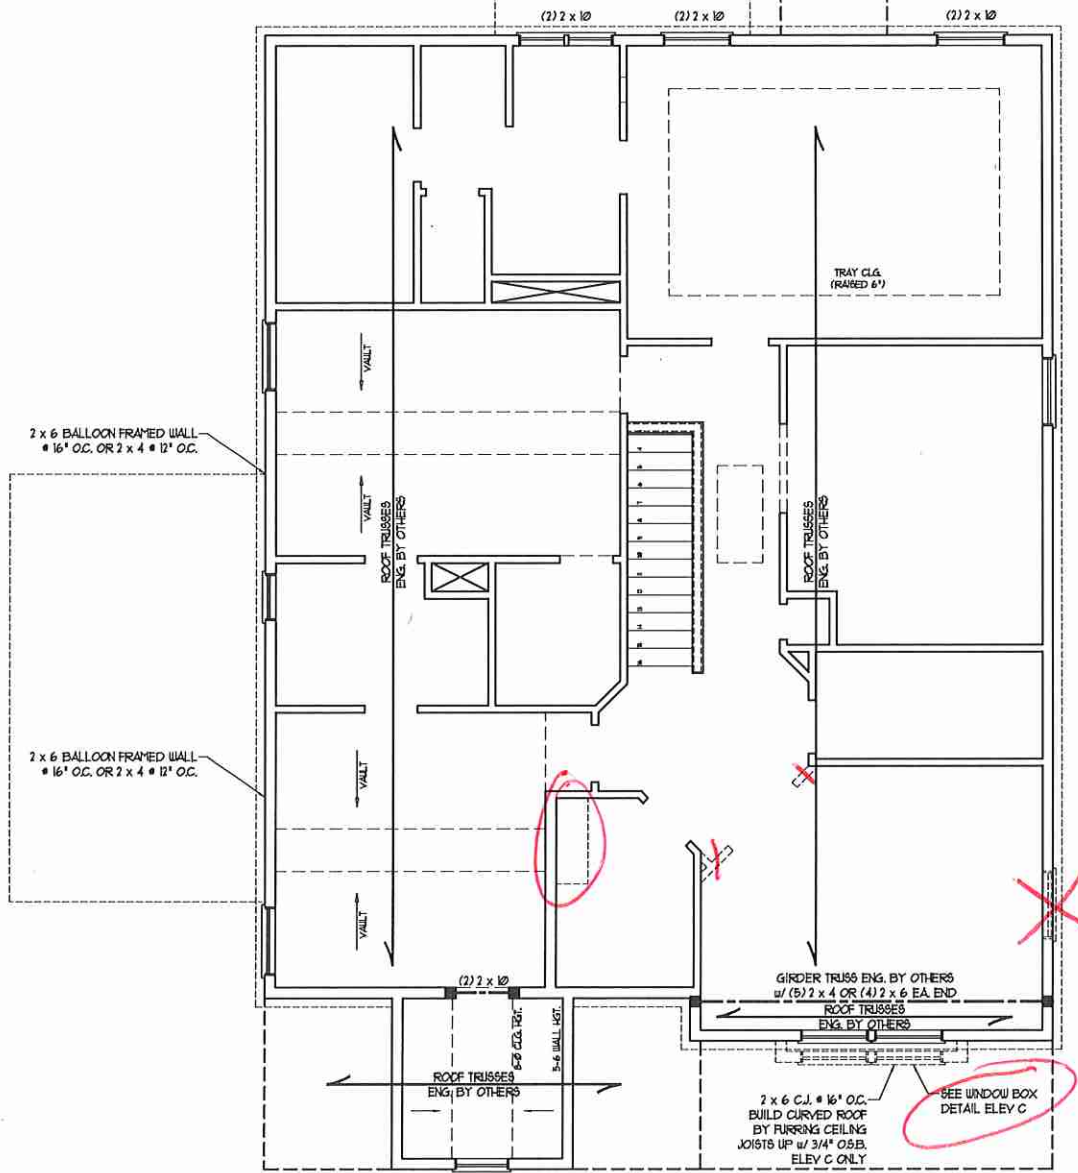 (2) 2 x 10
(2) 2 x 10
(2) 2 x 10
TRAY CLG.
(RAISED 6")
VAULT
2 x 6 BALLOON FRAMED WALL
@ 16" O.C. OR 2 x 4 @ 12" O.C.
VAULT
ROOF TRUSSES
ENG. BY OTHERS
ROOF TRUSSES
ENG. BY OTHERS
2 x 6 BALLOON FRAMED WALL
@ 16" O.C. OR 2 x 4 @ 12" O.C.
VAULT
VAULT
(2) 2 x 10
GIRDER TRUSS ENG. BY OTHERS
w/ (5) 2 x 4 OR (4) 2 x 6 EA. END
ROOF TRUSSES
ENG. BY OTHERS
8-0 CLG. HGT.
5-6 WALL HGT.
ROOF TRUSSES
ENG. BY OTHERS
2 x 6 C.J. @ 16" O.C.
BUILD CURVED ROOF
BY FURRING CEILING
JOISTS UP w/ 3/4" O.S.B.
ELEV C ONLY
SEE WINDOW BOX
DETAIL ELEV C